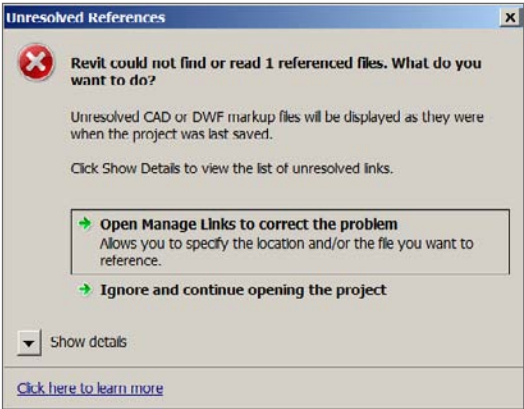 Unresolved References
Revit could not find or read 1 referenced files. What do you
want to do?
Unresolved CAD or DWF markup files will be displayed as they were
when the project was last saved.
Click Show Details to view the list of unresolved links.
Open Manage Links to correct the problem
Allows you to specify the location and/or the file you want to
reference.
Ignore and continue opening the project
Show details
Click here to learn more